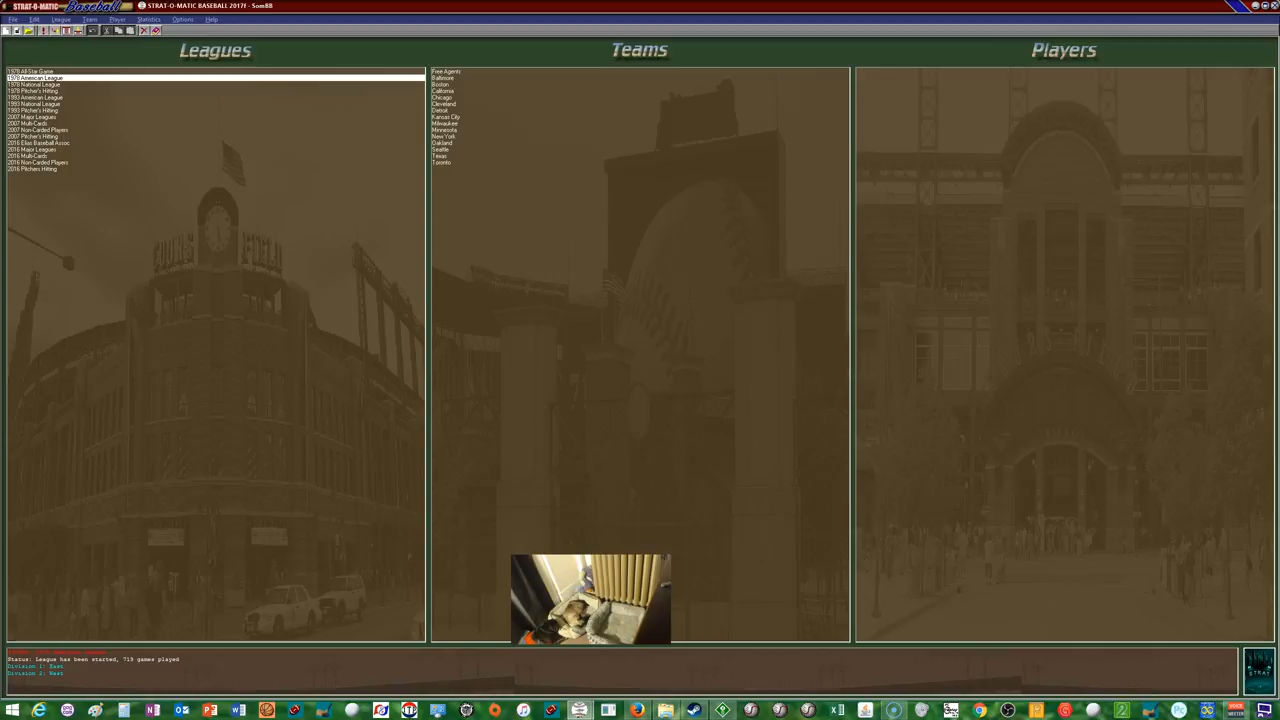 STRAT-O-MATIC Baseball STRAT-O-MATIC BASEBALL 2017f - SomBB
File Edit League Team Player Statistics Options Help
Leagues
1978 All-Star Game
1978 American League
1978 National League
1978 Pitcher's Hitting
1993 American League
1993 National League
1993 Pitcher's Hitting
2007 Major Leagues
2007 Multi-Cards
2007 Non-Carded Players
2007 Pitcher's Hitting
2016 Elias Baseball Assoc
2016 Major Leagues
2016 Multi-Cards
2016 Non-Carded Players
2016 Pitchers Hitting
COORS FIELD
Teams
Free Agents
Baltimore
Boston
California
Chicago
Cleveland
Detroit
Kansas City
Milwaukee
Minnesota
New York
Oakland
Seattle
Texas
Toronto
Players
Status: League has been started, 719 games played
Division 1: East
Division 2: West
STRAT